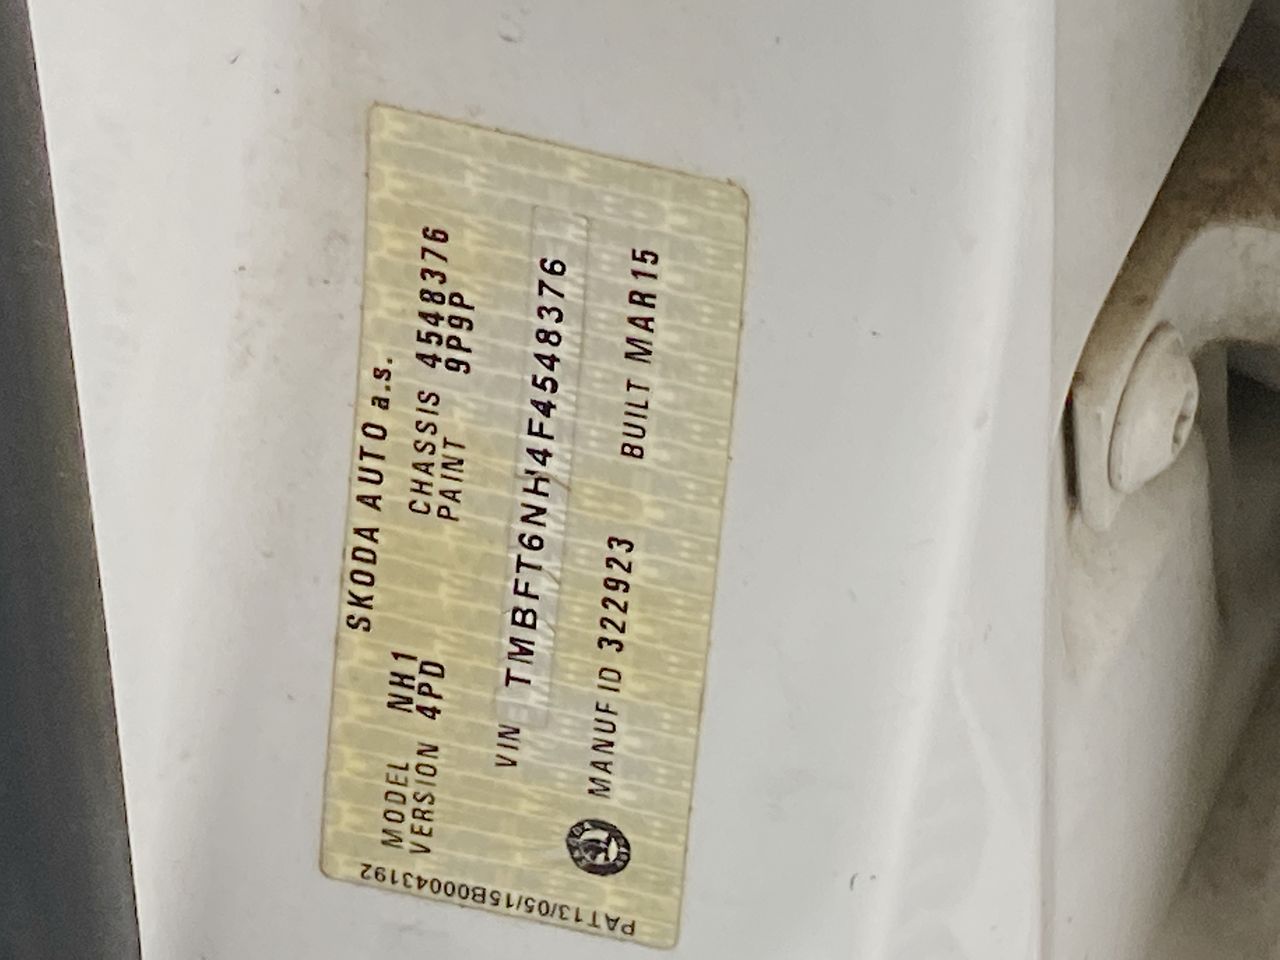 SKODA AUTO a.s.
MODEL NH1 CHASSIS 4548376
VERSION 4PD PAINT 9P9P
VIN TMBFT6NH4F4548376
MANUF ID 322923 BUILT MAR15
PAT13/05/15B00043192